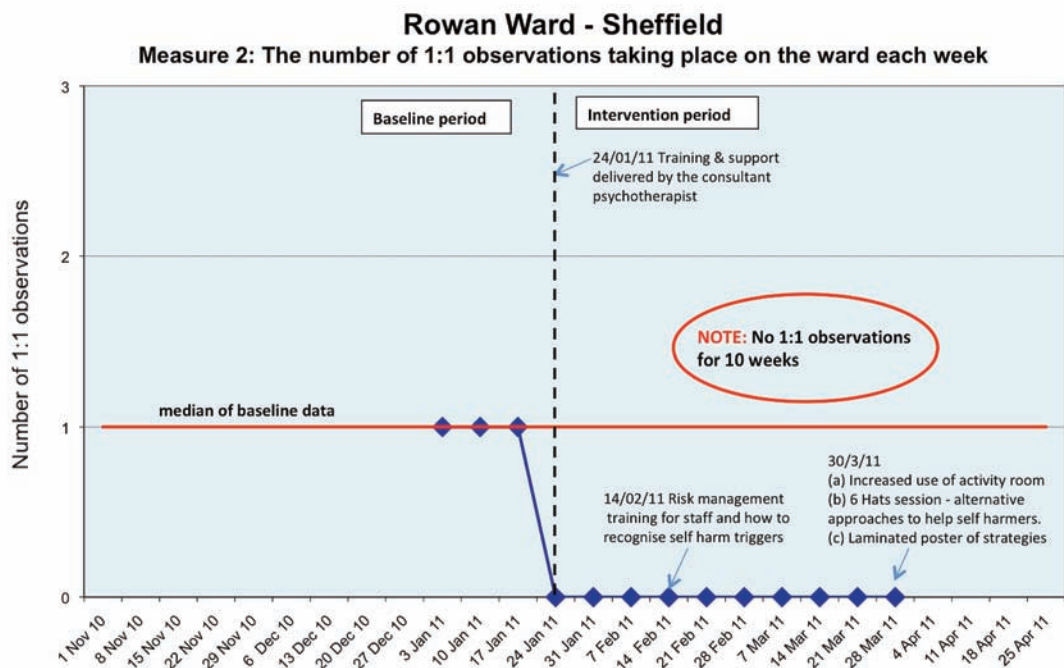 Rowan Ward - Sheffield
Measure 2: The number of 1:1 observations taking place on the ward each week
Number of 1:1 observations
3
2
1
0
Baseline period
Intervention period
24/01/11 Training & support
delivered by the consultant
psychotherapist
NOTE: No 1:1 observations
for 10 weeks
median of baseline data
14/02/11 Risk management
training for staff and how to
recognise self harm triggers
30/3/11
(a) Increased use of activity room
(b) 6 Hats session - alternative
approaches to help self harmers.
(c) Laminated poster of strategies
1 Nov 10
8 Nov 10
15 Nov 10
22 Nov 10
29 Nov 10
6 Dec 10
13 Dec 10
20 Dec 10
27 Dec 10
3 Jan 11
10 Jan 11
17 Jan 11
24 Jan 11
31 Jan 11
7 Feb 11
14 Feb 11
21 Feb 11
28 Feb 11
7 Mar 11
14 Mar 11
21 Mar 11
28 Mar 11
4 Apr 11
11 Apr 11
18 Apr 11
25 Apr 11